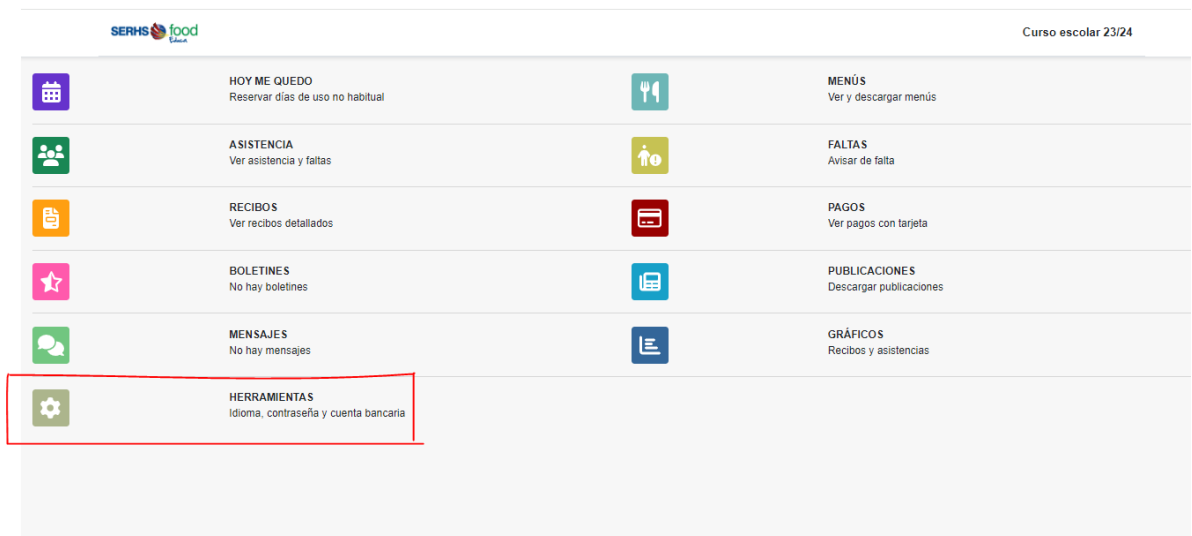 SERHS food
Educa
Curso escolar 23/24
HOY ME QUEDO
Reservar días de uso no habitual
MENÚS
Ver y descargar menús
ASISTENCIA
Ver asistencia y faltas
FALTAS
Avisar de falta
RECIBOS
Ver recibos detallados
PAGOS
Ver pagos con tarjeta
BOLETINES
No hay boletines
PUBLICACIONES
Descargar publicaciones
MENSAJES
No hay mensajes
GRÁFICOS
Recibos y asistencias
HERRAMIENTAS
Idioma, contraseña y cuenta bancaria